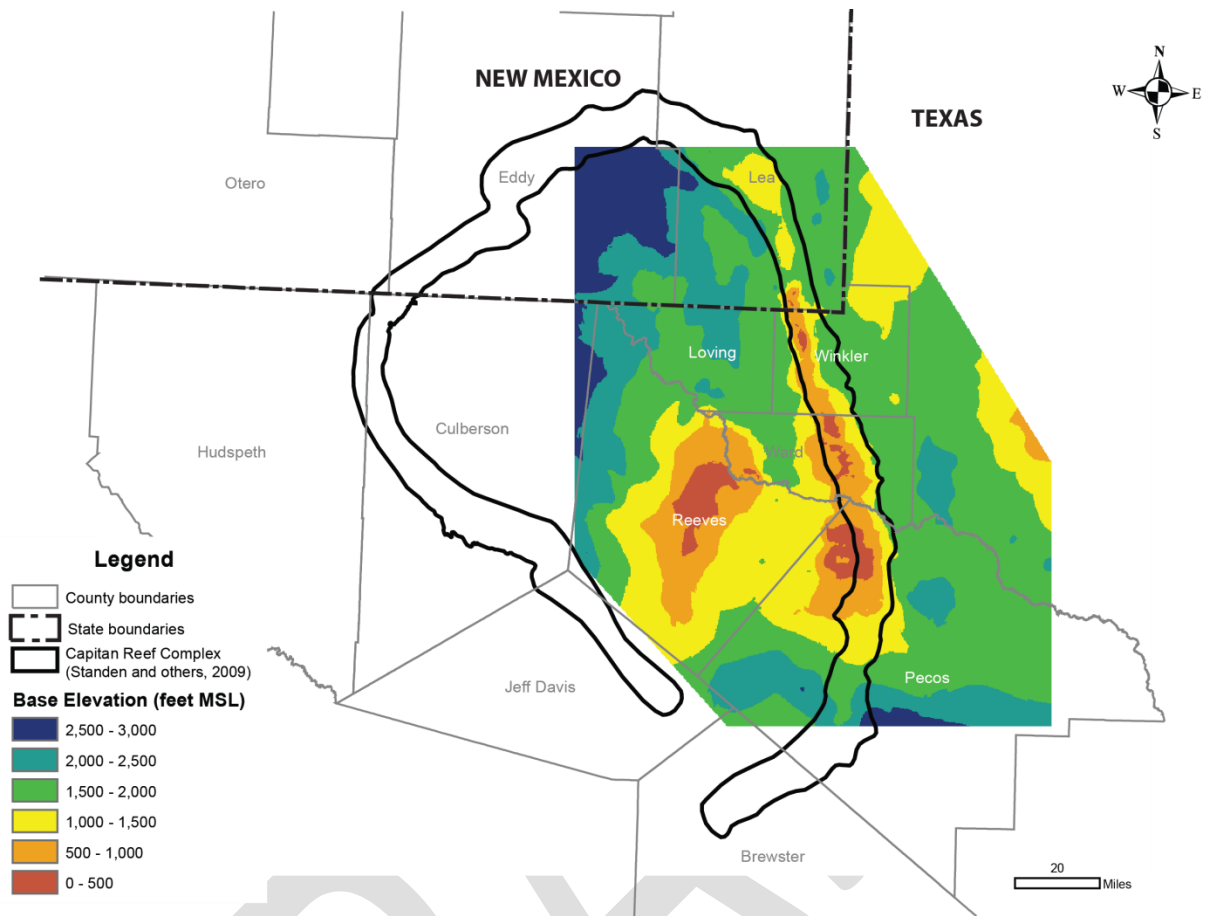 NEW MEXICO
TEXAS
N
W
E
S
Otero
Eddy
Lea
Loving
Winkler
Culberson
Hudspeth
Ward
Reeves
Jeff Davis
Pecos
Brewster
Legend
County boundaries
State boundaries
Capitan Reef Complex
(Standen and others, 2009)
Base Elevation (feet MSL)
2,500 - 3,000
2,000 - 2,500
1,500 - 2,000
1,000 - 1,500
500 - 1,000
0 - 500
20
Miles